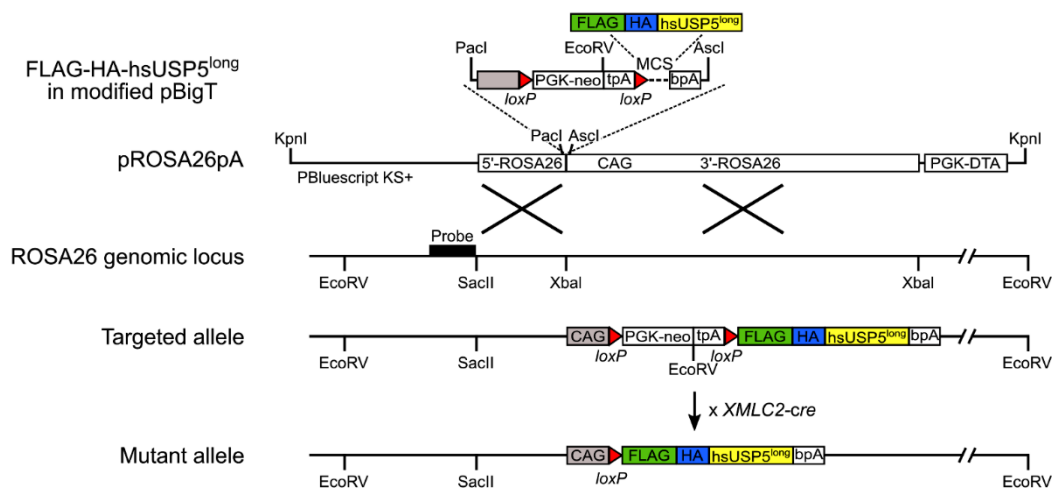 FLAG HA hsUSP5long
PacI EcoRV MCS AscI
FLAG-HA-hsUSP5long
in modified pBigT
PGK-neo tpA bpA
loxP loxP
PacI AscI
KpnI KpnI
pROSA26pA
5'-ROSA26 CAG 3'-ROSA26 PGK-DTA
PBluescript KS+
Probe
ROSA26 genomic locus
EcoRV SacII XbaI XbaI EcoRV
Targeted allele
CAG PGK-neo tpA FLAG HA hsUSP5long bpA
loxP loxP
EcoRV SacII EcoRV EcoRV
x XMLC2-cre
Mutant allele
CAG FLAG HA hsUSP5long bpA
loxP
EcoRV SacII EcoRV